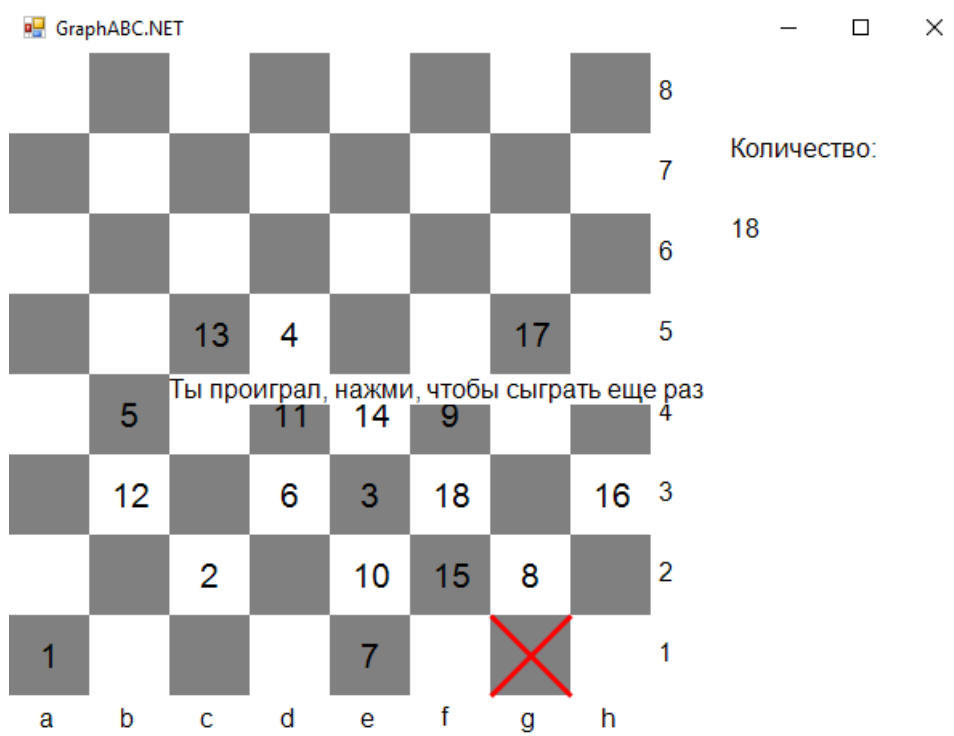 GraphABC.NET
8
Количество:
7
18
6
13 4 17 5
Ты проиграл, нажми, чтобы сыграть еще раз
5 11 14 9 4
12 6 3 18 16 3
2 10 15 8 2
1 7 1
a b c d e f g h